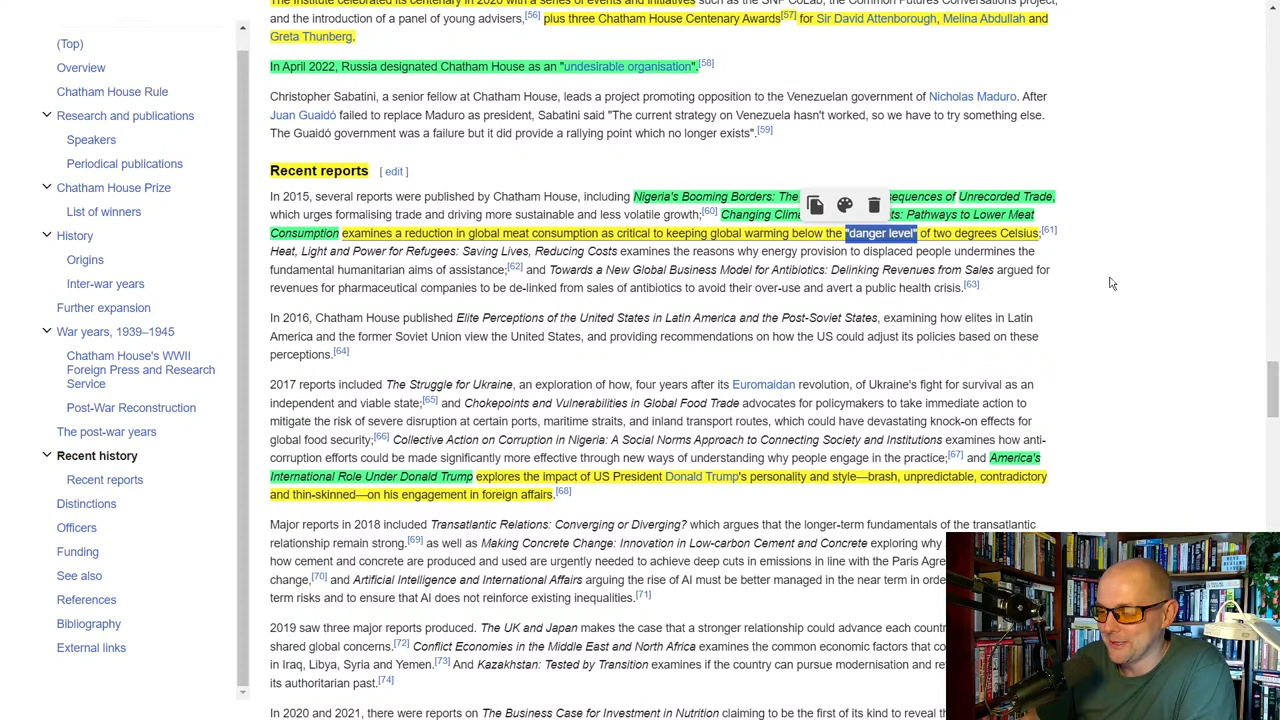 The Institute celebrated its centenary in 2020 with a series of events and initiatives such as the SNF CoLab, the Common Futures Conversations project,
and the introduction of a panel of young advisers,[56] plus three Chatham House Centenary Awards[57] for Sir David Attenborough, Melina Abdullah and
Greta Thunberg.
In April 2022, Russia designated Chatham House as an "undesirable organisation".[58]
Christopher Sabatini, a senior fellow at Chatham House, leads a project promoting opposition to the Venezuelan government of Nicholas Maduro. After
Juan Guaidó failed to replace Maduro as president, Sabatini said "The current strategy on Venezuela hasn't worked, so we have to try something else.
The Guaidó government was a failure but it did provide a rallying point which no longer exists".[59]
Recent reports [ edit ]
In 2015, several reports were published by Chatham House, including Nigeria's Booming Borders: The sequences of Unrecorded Trade,
which urges formalising trade and driving more sustainable and less volatile growth;[60] Changing Clima ts: Pathways to Lower Meat
Consumption examines a reduction in global meat consumption as critical to keeping global warming below the "danger level" of two degrees Celsius;[61]
Heat, Light and Power for Refugees: Saving Lives, Reducing Costs examines the reasons why energy provision to displaced people undermines the
fundamental humanitarian aims of assistance;[62] and Towards a New Global Business Model for Antibiotics: Delinking Revenues from Sales argued for
revenues for pharmaceutical companies to be de-linked from sales of antibiotics to avoid their over-use and avert a public health crisis.[63]
In 2016, Chatham House published Elite Perceptions of the United States in Latin America and the Post-Soviet States, examining how elites in Latin
America and the former Soviet Union view the United States, and providing recommendations on how the US could adjust its policies based on these
perceptions.[64]
2017 reports included The Struggle for Ukraine, an exploration of how, four years after its Euromaidan revolution, of Ukraine's fight for survival as an
independent and viable state;[65] and Chokepoints and Vulnerabilities in Global Food Trade advocates for policymakers to take immediate action to
mitigate the risk of severe disruption at certain ports, maritime straits, and inland transport routes, which could have devastating knock-on effects for
global food security;[66] Collective Action on Corruption in Nigeria: A Social Norms Approach to Connecting Society and Institutions examines how anti-
corruption efforts could be made significantly more effective through new ways of understanding why people engage in the practice;[67] and America's
International Role Under Donald Trump explores the impact of US President Donald Trump's personality and style—brash, unpredictable, contradictory
and thin-skinned—on his engagement in foreign affairs.[68]
Major reports in 2018 included Transatlantic Relations: Converging or Diverging? which argues that the longer-term fundamentals of the transatlantic
relationship remain strong.[69] as well as Making Concrete Change: Innovation in Low-carbon Cement and Concrete exploring why
how cement and concrete are produced and used are urgently needed to achieve deep cuts in emissions in line with the Paris Agre
change,[70] and Artificial Intelligence and International Affairs arguing the rise of AI must be better managed in the near term in orde
term risks and to ensure that AI does not reinforce existing inequalities.[71]
2019 saw three major reports produced. The UK and Japan makes the case that a stronger relationship could advance each count
shared global concerns.[72] Conflict Economies in the Middle East and North Africa examines the common economic factors that co
in Iraq, Libya, Syria and Yemen.[73] And Kazakhstan: Tested by Transition examines if the country can pursue modernisation and re
its authoritarian past.[74]
In 2020 and 2021, there were reports on The Business Case for Investment in Nutrition claiming to be the first of its kind to reveal th
(Top)
Overview
Chatham House Rule
Research and publications
Speakers
Periodical publications
Chatham House Prize
List of winners
History
Origins
Inter-war years
Further expansion
War years, 1939–1945
Chatham House's WWII
Foreign Press and Research
Service
Post-War Reconstruction
The post-war years
Recent history
Recent reports
Distinctions
Officers
Funding
See also
References
Bibliography
External links